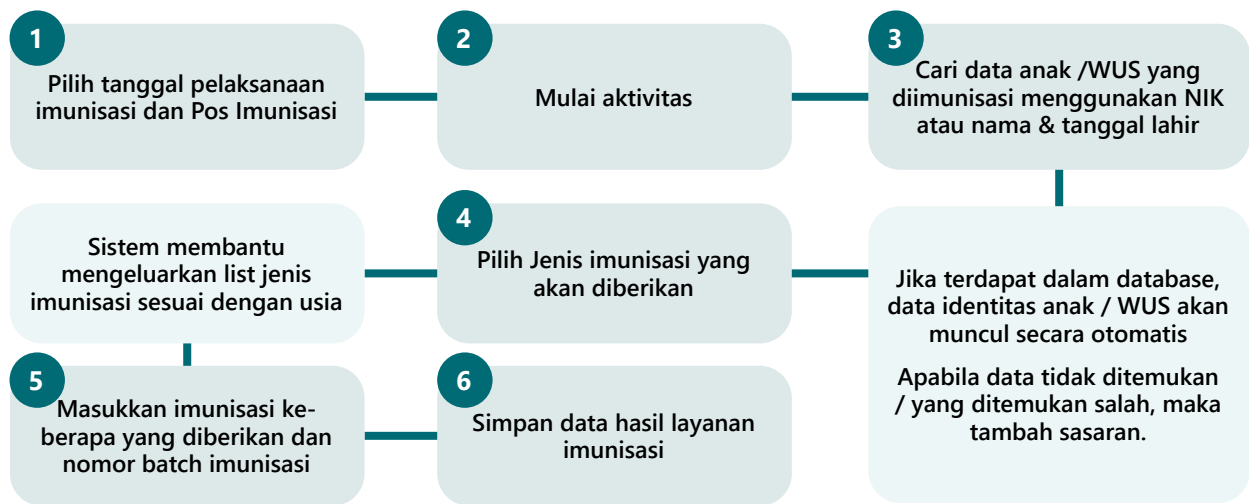 1
Pilih tanggal pelaksanaan
imunisasi dan Pos Imunisasi
2
Mulai aktivitas
3
Cari data anak /WUS yang
diimunisasi menggunakan NIK
atau nama & tanggal lahir
Jika terdapat dalam database,
data identitas anak / WUS akan
muncul secara otomatis
Apabila data tidak ditemukan
/ yang ditemukan salah, maka
tambah sasaran.
4
Pilih Jenis imunisasi yang
akan diberikan
Sistem membantu
mengeluarkan list jenis
imunisasi sesuai dengan usia
5
Masukkan imunisasi ke-
berapa yang diberikan dan
nomor batch imunisasi
6
Simpan data hasil layanan
imunisasi